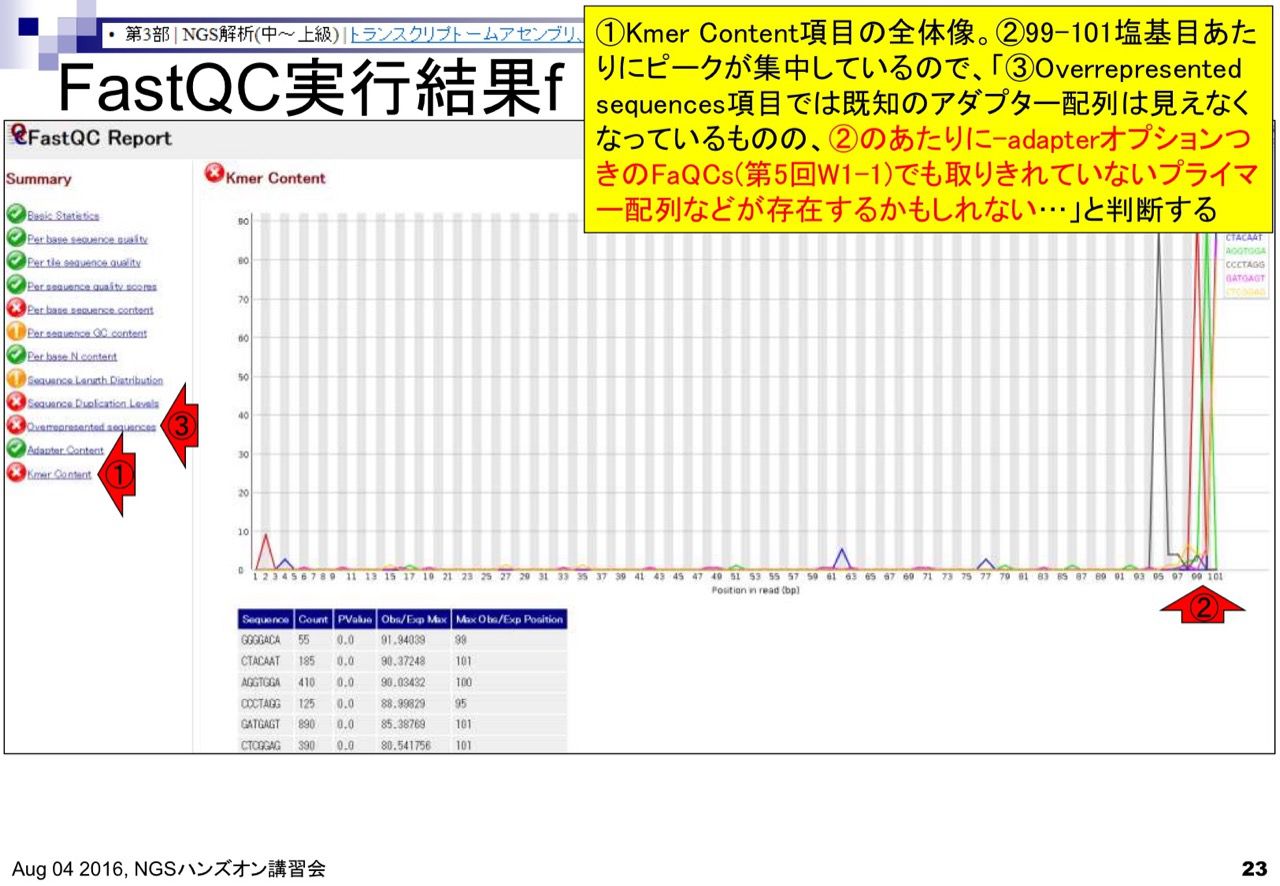 • 第3部 | NGS解析(中～上級) | トランスクリプトームアセンブリ、
FastQC実行結果f
①Kmer Content項目の全体像。②99-101塩基目あた
りにピークが集中しているので、「③Overrepresented
sequences項目では既知のアダプター配列は見えなく
なっているものの、②のあたりに-adapterオプションつ
きのFaQCs(第5回W1-1)でも取りきれていないプライマ
ー配列などが存在するかもしれない…」と判断する
FastQC Report
Summary
Basic Statistics
Per base sequence quality
Per tile sequence quality
Per sequence quality scores
Per base sequence content
Per sequence GC content
Per base N content
Sequence Length Distribution
Sequence Duplication Levels
Overrepresented sequences
③
Adapter Content
Kmer Content
①
Kmer Content
90
80
70
60
50
40
30
20
10
0
CTACAAT
AGGTGGA
CCCTAGG
GATGAGT
CTCGGAG
1 2 3 4 5 6 7 8 9 11 13 15 17 19 21 23 25 27 29 31 33 35 37 39 41 43 45 47 49 51 53 55 57 59 61 63 65 67 69 71 73 75 77 79 81 83 85 87 89 91 93 95 97 99 101
Position in read (bp)
②
Sequence Count PValue Obs/Exp Max Max Obs/Exp Position
GGGGACA 55 0.0 91.94039 99
CTACAAT 185 0.0 90.37248 101
AGGTGGA 410 0.0 90.03432 100
CCCTAGG 125 0.0 88.99829 95
GATGAGT 890 0.0 85.38769 101
CTCGGAG 390 0.0 80.541756 101
Aug 04 2016, NGSハンズオン講習会
23